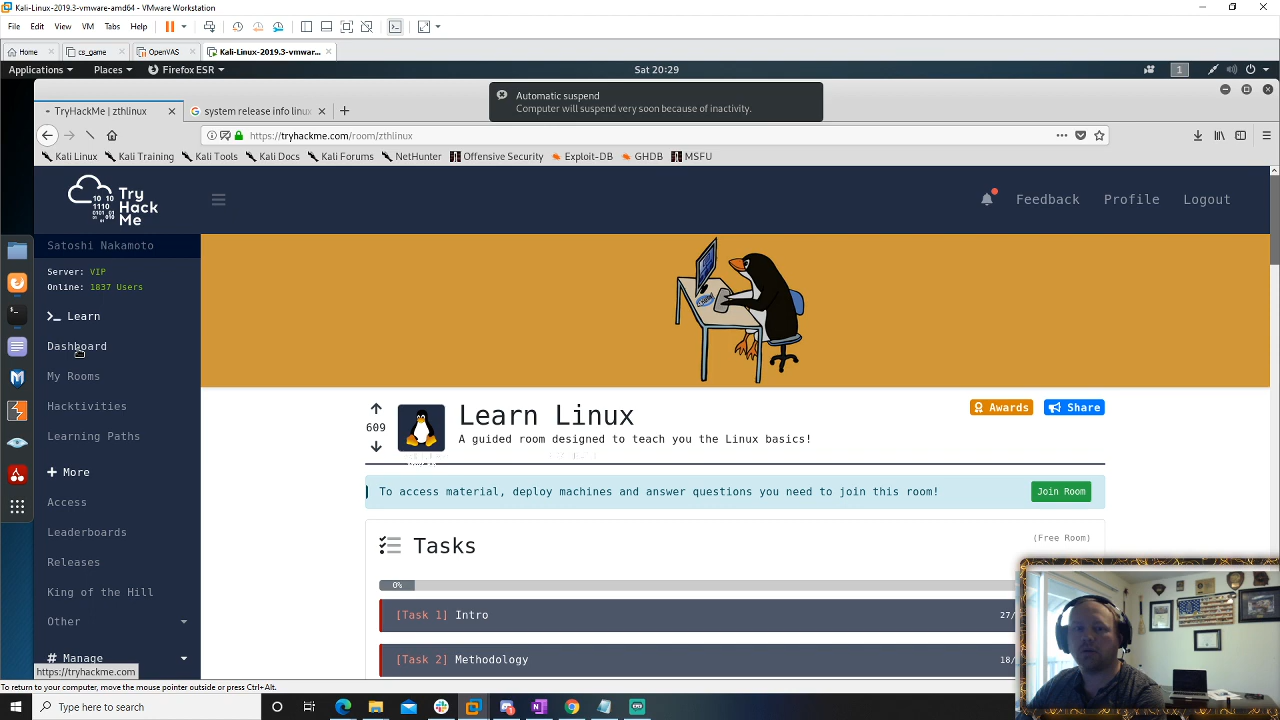 Kali-Linux-2019.3-vmware-amd64 - VMware Workstation
File Edit View VM Tabs Help
Home cs_game OpenVAS Kali-Linux-2019.3-vmwar...
Applications Places Firefox ESR Sat 20:29 1
Automatic suspend
Computer will suspend very soon because of inactivity.
TryHackMe | zthlinux system release info linux
https://tryhackme.com/room/zthlinux
Kali Linux Kali Training Kali Tools Kali Docs Kali Forums NetHunter Offensive Security Exploit-DB GHDB MSFU
Try
Hack
Me
Feedback Profile Logout
Satoshi Nakamoto
Server: VIP
Online: 1837 Users
>_ Learn
Dashboard
My Rooms
Hacktivities
Learning Paths
+ More
Access
Leaderboards
Releases
King of the Hill
Other
# Manage
https://tryhackme.com
609
Learn Linux
A guided room designed to teach you the Linux basics!
Awards Share
To access material, deploy machines and answer questions you need to join this room!
Join Room
Tasks
(Free Room)
0%
[Task 1] Intro
27/
[Task 2] Methodology
18/
To return to your computer, move the mouse pointer outside or press Ctrl+Alt.
Type here to search